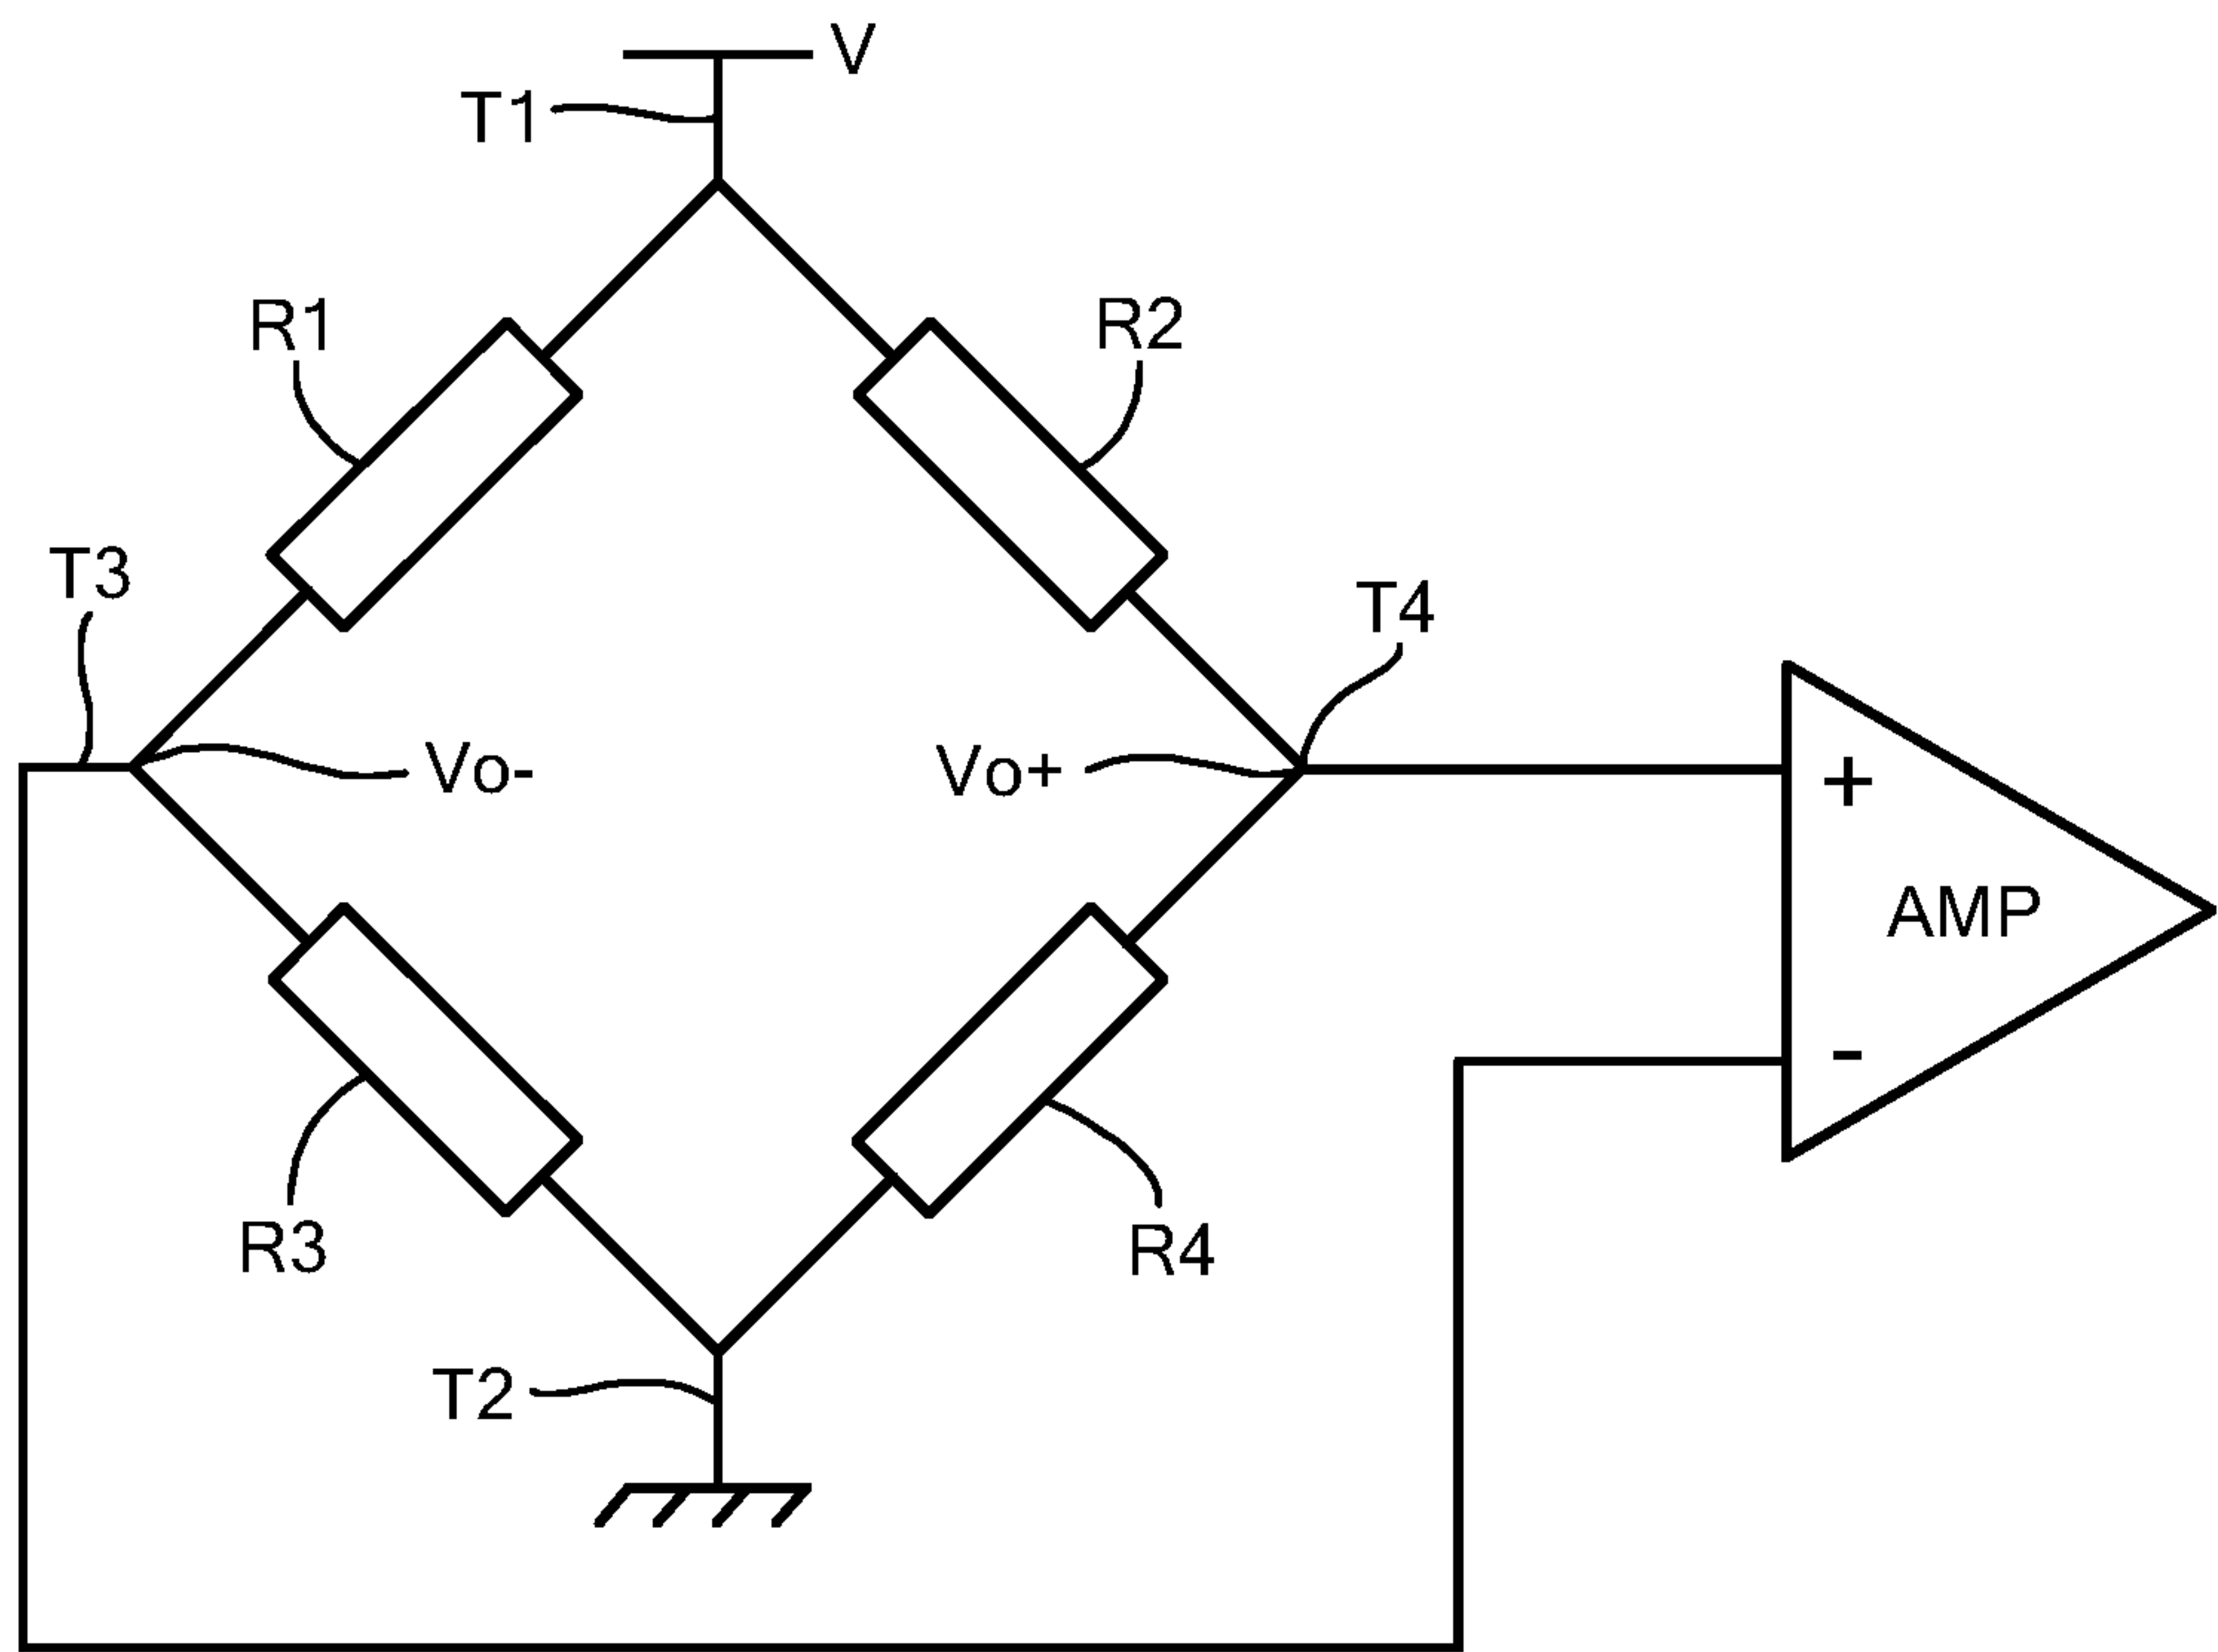 V
T1
R1
R2
T3
T4
Vo-
Vo+
+
AMP
-
R3
R4
T2